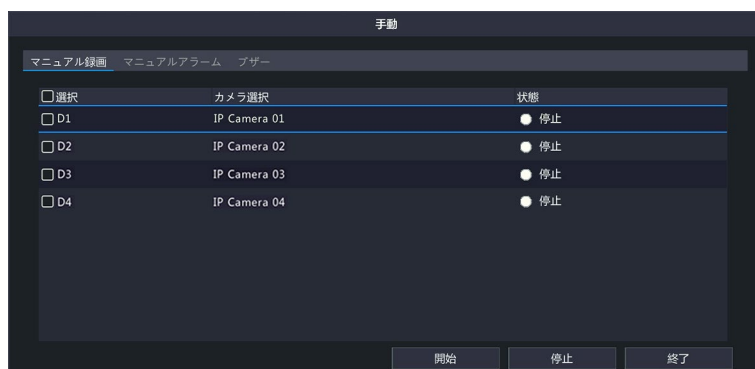 手動
マニュアル録画 マニュアルアラーム ブザー
選択 カメラ選択 状態
D1 IP Camera 01 停止
D2 IP Camera 02 停止
D3 IP Camera 03 停止
D4 IP Camera 04 停止
開始 停止 終了